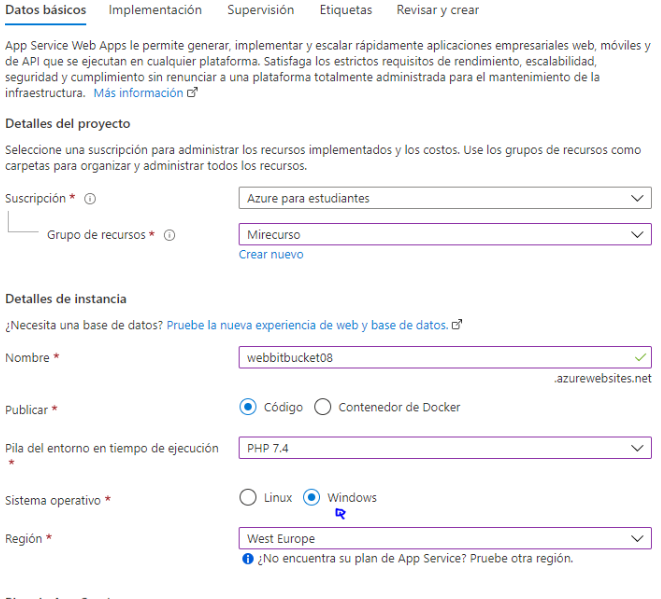 Datos básicos Implementación Supervisión Etiquetas Revisar y crear
App Service Web Apps le permite generar, implementar y escalar rápidamente aplicaciones empresariales web, móviles y
de API que se ejecutan en cualquier plataforma. Satisfaga los estrictos requisitos de rendimiento, escalabilidad,
seguridad y cumplimiento sin renunciar a una plataforma totalmente administrada para el mantenimiento de la
infraestructura. Más información
Detalles del proyecto
Seleccione una suscripción para administrar los recursos implementados y los costos. Use los grupos de recursos como
carpetas para organizar y administrar todos los recursos.
Suscripción * Azure para estudiantes
Grupo de recursos * Mirecurso
Crear nuevo
Detalles de instancia
¿Necesita una base de datos? Pruebe la nueva experiencia de web y base de datos.
Nombre * webbitbucket08
.azurewebsites.net
Publicar * Código Contenedor de Docker
Pila del entorno en tiempo de ejecución PHP 7.4
*
Sistema operativo * Linux Windows
Región * West Europe
¿No encuentra su plan de App Service? Pruebe otra región.